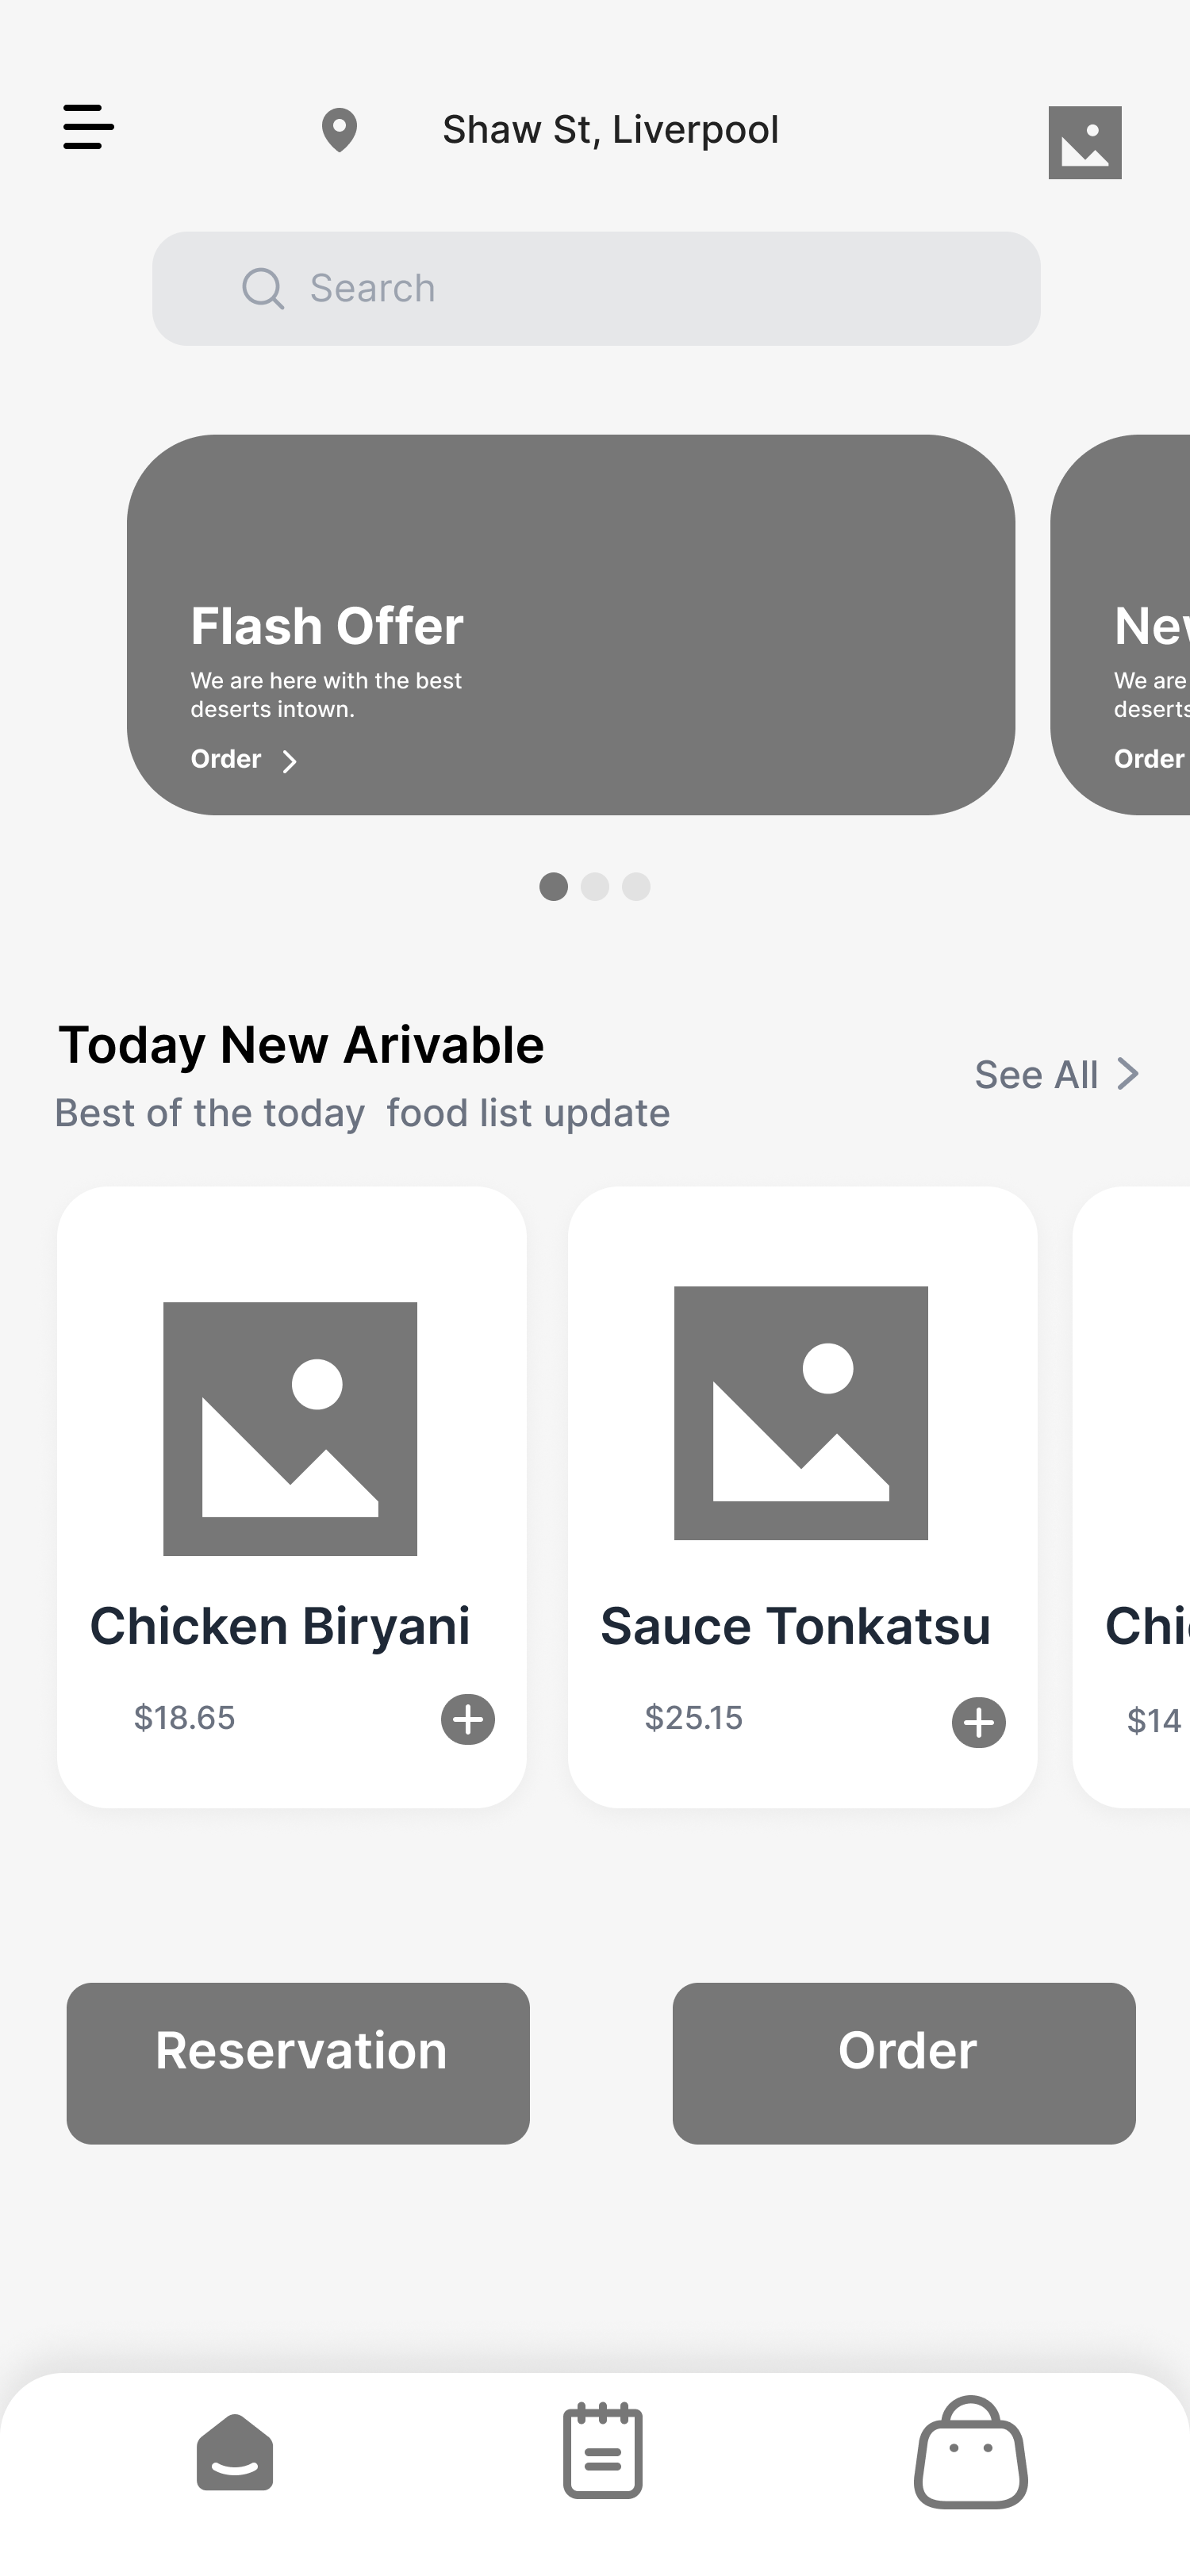 Shaw St, Liverpool
Search
Flash Offer
We are here with the best
deserts intown.
Order
New
We are
deserts
Order
Today New Arivable
Best of the today  food list update
See All
Chicken Biryani
$18.65
Sauce Tonkatsu
$25.15
Chic
$14
Reservation
Order